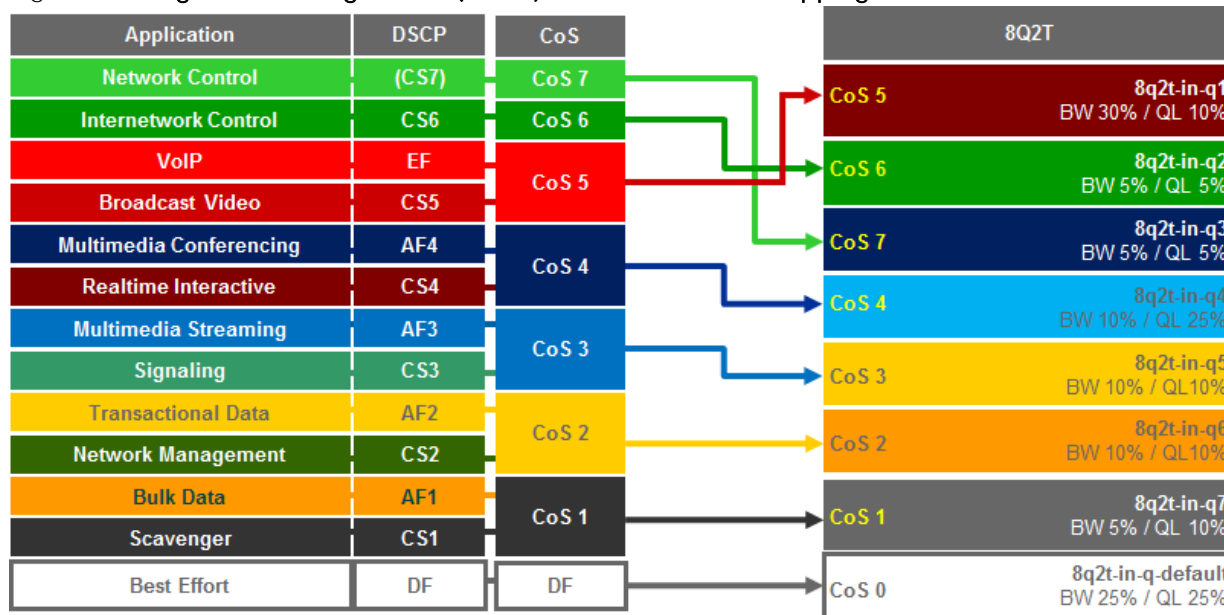 Application DSCP CoS 8Q2T
Network Control (CS7) CoS 7
Internetwork Control CS6 CoS 6
VoIP EF
CoS 5
Broadcast Video CS5
Multimedia Conferencing AF4
CoS 4
Realtime Interactive CS4
Multimedia Streaming AF3
CoS 3
Signaling CS3
Transactional Data AF2
CoS 2
Network Management CS2
Bulk Data AF1
CoS 1
Scavenger CS1
Best Effort DF DF
CoS 5 8q2t-in-q1
BW 30% / QL 10%
CoS 6 8q2t-in-q2
BW 5% / QL 5%
CoS 7 8q2t-in-q3
BW 5% / QL 5%
CoS 4 8q2t-in-q4
BW 10% / QL 25%
CoS 3 8q2t-in-q5
BW 10% / QL10%
CoS 2 8q2t-in-q6
BW 10% / QL10%
CoS 1 8q2t-in-q7
BW 5% / QL 10%
CoS 0 8q2t-in-q-default
BW 25% / QL 25%